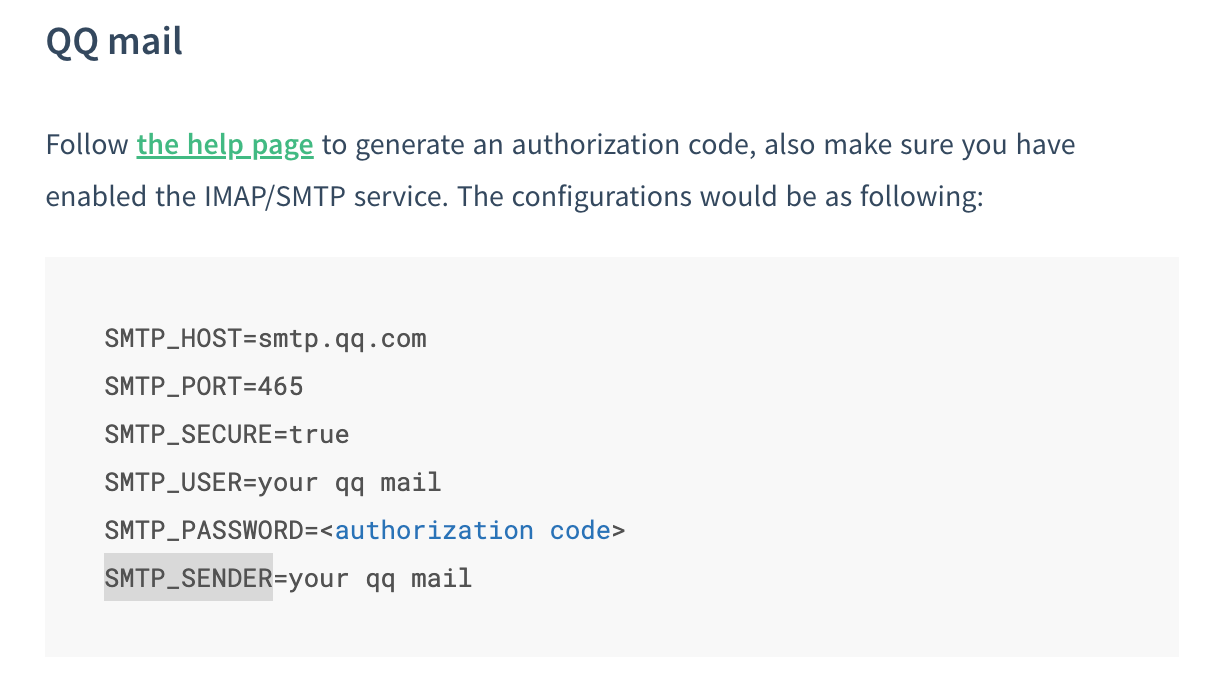 QQ mail
Follow the help page to generate an authorization code, also make sure you have
enabled the IMAP/SMTP service. The configurations would be as following:
SMTP_HOST=smtp.qq.com
SMTP_PORT=465
SMTP_SECURE=true
SMTP_USER=your qq mail
SMTP_PASSWORD=<authorization code>
SMTP_SENDER=your qq mail